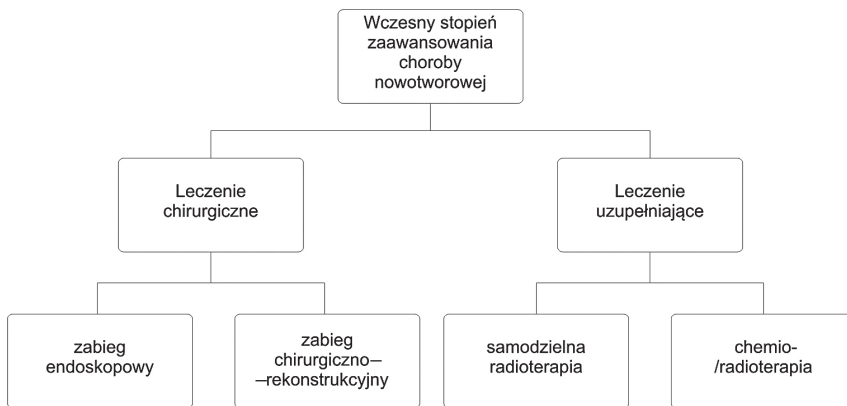 Wczesny stopień
zaawansowania
choroby
nowotworowej
Leczenie
chirurgiczne
Leczenie
uzupełniające
zabieg
endoskopowy
zabieg
chirurgiczno–
–rekonstrukcyjny
samodzielna
radioterapia
chemio-
/radioterapia